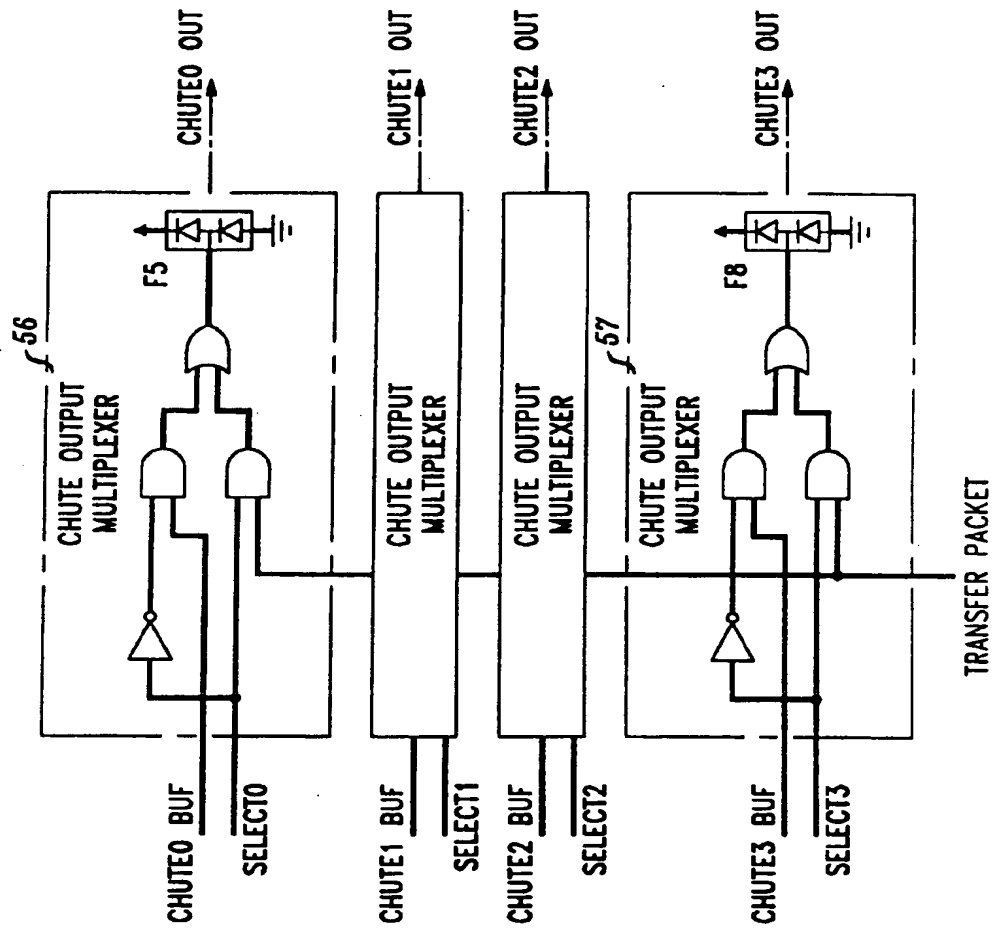 56
CHUTE OUTPUT
MULTIPLEXER
CHUTE0 BUF
SELECT0
F5
CHUTE0 OUT
CHUTE1 BUF
SELECT1
CHUTE OUTPUT
MULTIPLEXER
CHUTE1 OUT
CHUTE2 BUF
SELECT2
CHUTE OUTPUT
MULTIPLEXER
CHUTE2 OUT
57
CHUTE OUTPUT
MULTIPLEXER
CHUTE3 BUF
SELECT3
F8
CHUTE3 OUT
TRANSFER PACKET